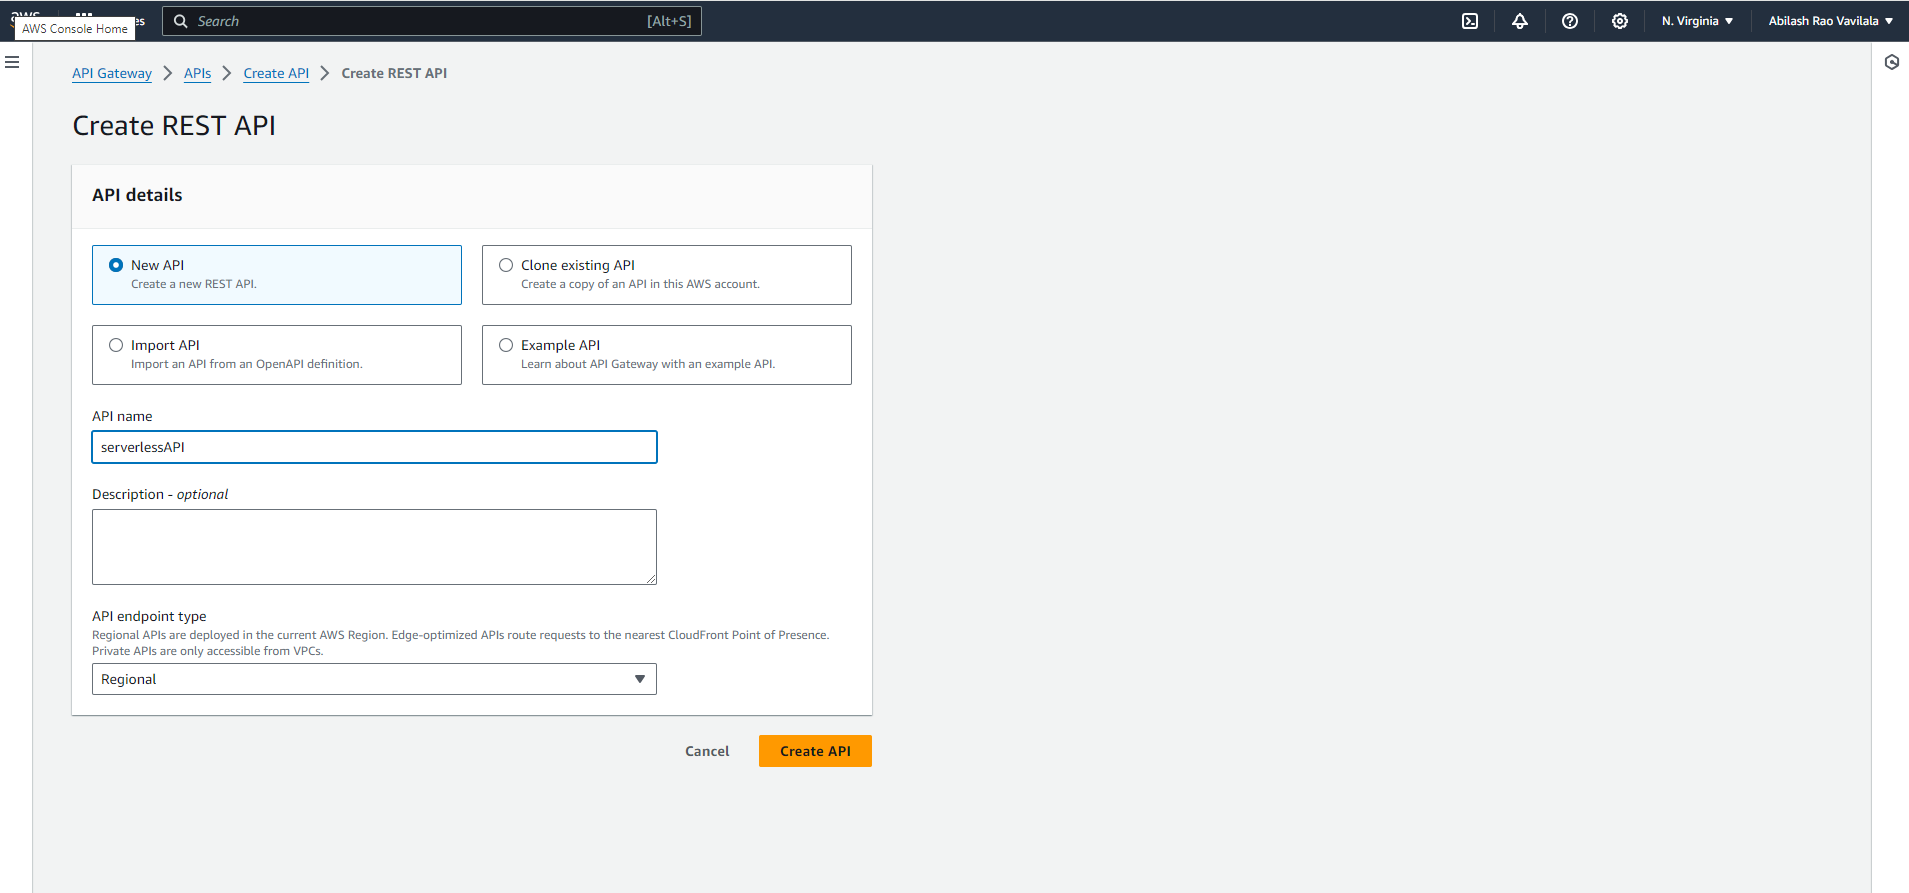 AWS Console Home
Search
[Alt+S]
N. Virginia
Abilash Rao Vavilala
API Gateway
APIs
Create API
Create REST API
Create REST API
API details
New API
Create a new REST API.
Clone existing API
Create a copy of an API in this AWS account.
Import API
Import an API from an OpenAPI definition.
Example API
Learn about API Gateway with an example API.
API name
serverlessAPI
Description - optional
API endpoint type
Regional APIs are deployed in the current AWS Region. Edge-optimized APIs route requests to the nearest CloudFront Point of Presence.
Private APIs are only accessible from VPCs.
Regional
Cancel
Create API